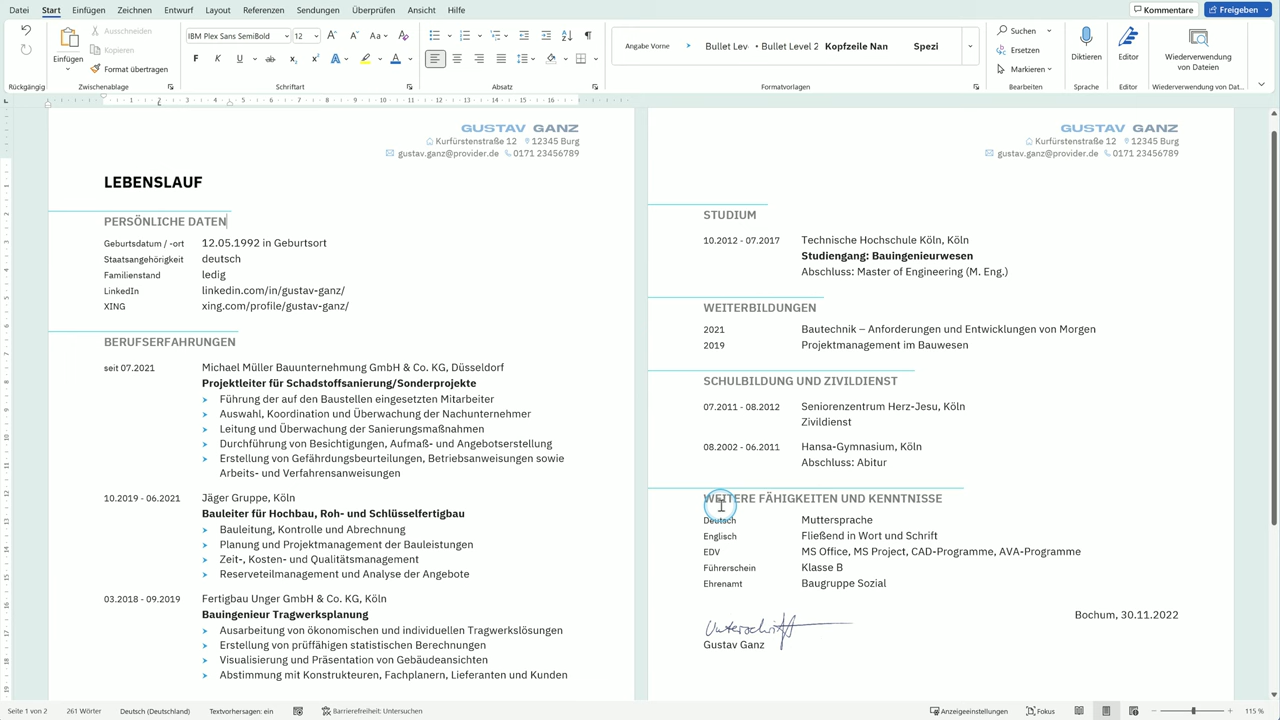 Datei Start Einfügen Zeichnen Entwurf Layout Referenzen Sendungen Überprüfen Ansicht Hilfe Kommentare Freigeben
Einfügen Ausschneiden Kopieren Format übertragen
IBM Plex Sans SemiBold 12
F K U ab x₂ x² A A
Angabe Vorne Bullet Lev • Bullet Level 2 Kopfzeile Nan Spezi
Suchen Ersetzen Markieren
Diktieren Editor Wiederverwendung von Dateien
Rückgängig Zwischenablage Schriftart Absatz Formatvorlagen Bearbeiten Sprache Editor Wiederverwendung von Dat...
GUSTAV GANZ
Kurfürstenstraße 12 12345 Burg
gustav.ganz@provider.de 0171 23456789
LEBENSLAUF
PERSÖNLICHE DATEN
Geburtsdatum / -ort 12.05.1992 in Geburtsort
Staatsangehörigkeit deutsch
Familienstand ledig
LinkedIn linkedin.com/in/gustav-ganz/
XING xing.com/profile/gustav-ganz/
BERUFSERFAHRUNGEN
seit 07.2021 Michael Müller Bauunternehmung GmbH & Co. KG, Düsseldorf
Projektleiter für Schadstoffsanierung/Sonderprojekte
Führung der auf den Baustellen eingesetzten Mitarbeiter
Auswahl, Koordination und Überwachung der Nachunternehmer
Leitung und Überwachung der Sanierungsmaßnahmen
Durchführung von Besichtigungen, Aufmaß- und Angebotserstellung
Erstellung von Gefährdungsbeurteilungen, Betriebsanweisungen sowie
Arbeits- und Verfahrensanweisungen
10.2019 - 06.2021 Jäger Gruppe, Köln
Bauleiter für Hochbau, Roh- und Schlüsselfertigbau
Bauleitung, Kontrolle und Abrechnung
Planung und Projektmanagement der Bauleistungen
Zeit-, Kosten- und Qualitätsmanagement
Reserveteilmanagement und Analyse der Angebote
03.2018 - 09.2019 Fertigbau Unger GmbH & Co. KG, Köln
Bauingenieur Tragwerksplanung
Ausarbeitung von ökonomischen und individuellen Tragwerkslösungen
Erstellung von prüffähigen statistischen Berechnungen
Visualisierung und Präsentation von Gebäudeansichten
Abstimmung mit Konstrukteuren, Fachplanern, Lieferanten und Kunden
GUSTAV GANZ
Kurfürstenstraße 12 12345 Burg
gustav.ganz@provider.de 0171 23456789
STUDIUM
10.2012 - 07.2017 Technische Hochschule Köln, Köln
Studiengang: Bauingenieurwesen
Abschluss: Master of Engineering (M. Eng.)
WEITERBILDUNGEN
2021 Bautechnik – Anforderungen und Entwicklungen von Morgen
2019 Projektmanagement im Bauwesen
SCHULBILDUNG UND ZIVILDIENST
07.2011 - 08.2012 Seniorenzentrum Herz-Jesu, Köln
Zivildienst
08.2002 - 06.2011 Hansa-Gymnasium, Köln
Abschluss: Abitur
WEITERE FÄHIGKEITEN UND KENNTNISSE
Deutsch Muttersprache
Englisch Fließend in Wort und Schrift
EDV MS Office, MS Project, CAD-Programme, AVA-Programme
Führerschein Klasse B
Ehrenamt Baugruppe Sozial
Bochum, 30.11.2022
Unterschrift
Gustav Ganz
Seite 1 von 2 261 Wörter Deutsch (Deutschland) Textvorhersagen: ein Barrierefreiheit: Untersuchen Anzeigeeinstellungen Fokus 115 %